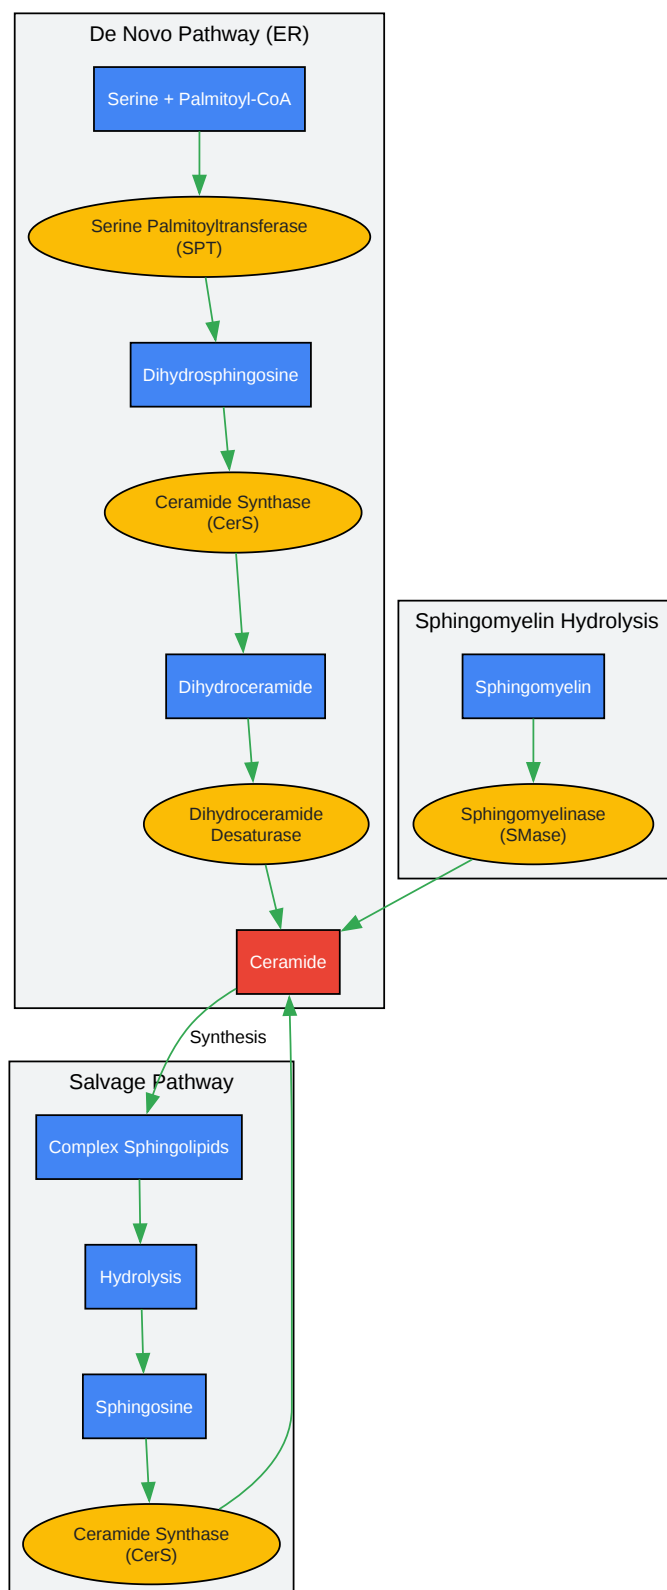 De Novo Pathway (ER)
Serine + Palmitoyl-CoA
Serine Palmitoyltransferase
(SPT)
Dihydrosphingosine
Ceramide Synthase
(CerS)
Dihydroceramide
Dihydroceramide
Desaturase
Sphingomyelin Hydrolysis
Sphingomyelin
Sphingomyelinase
(SMase)
Ceramide
Synthesis
Salvage Pathway
Complex Sphingolipids
Hydrolysis
Sphingosine
Ceramide Synthase
(CerS)